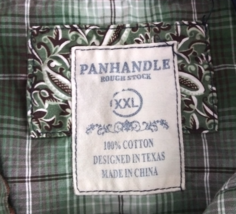 PANHANDLE
ROUGH STOCK
XXL
100% COTTON
DESIGNED IN TEXAS
MADE IN CHINA